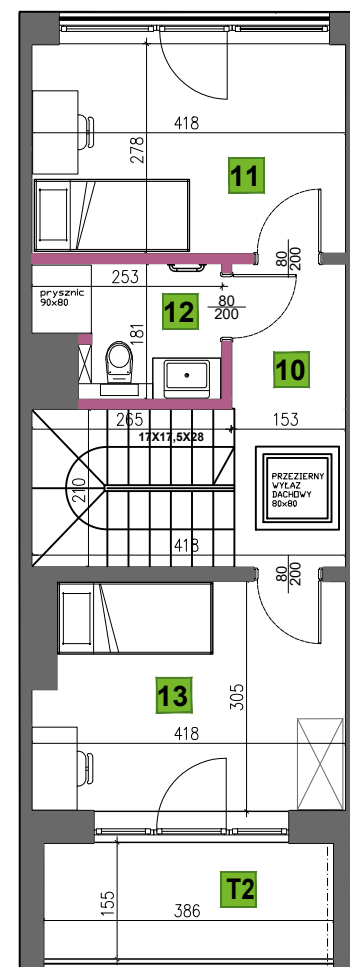 418
278
11
80
200
253
prysznic
90x80
12
80
200
181
10
265
153
17X17,5X28
210
PRZEZIERNY
WYŁAZ
DACHOWY
80x80
418
80
200
13
305
418
T2
155
386